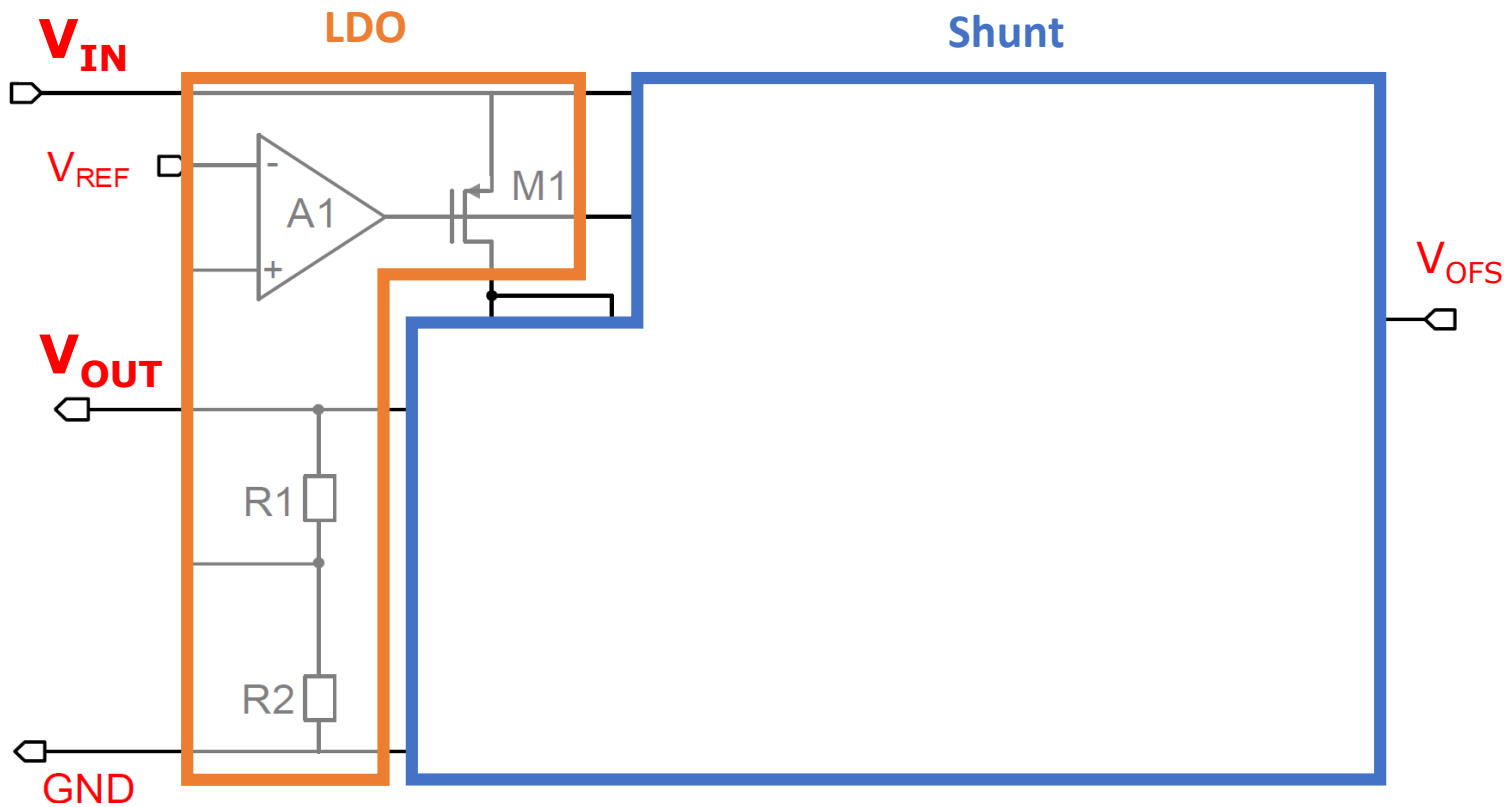 LDO
Shunt
VIN
VREF
-
A1
+
M1
VOFS
VOUT
R1
R2
GND